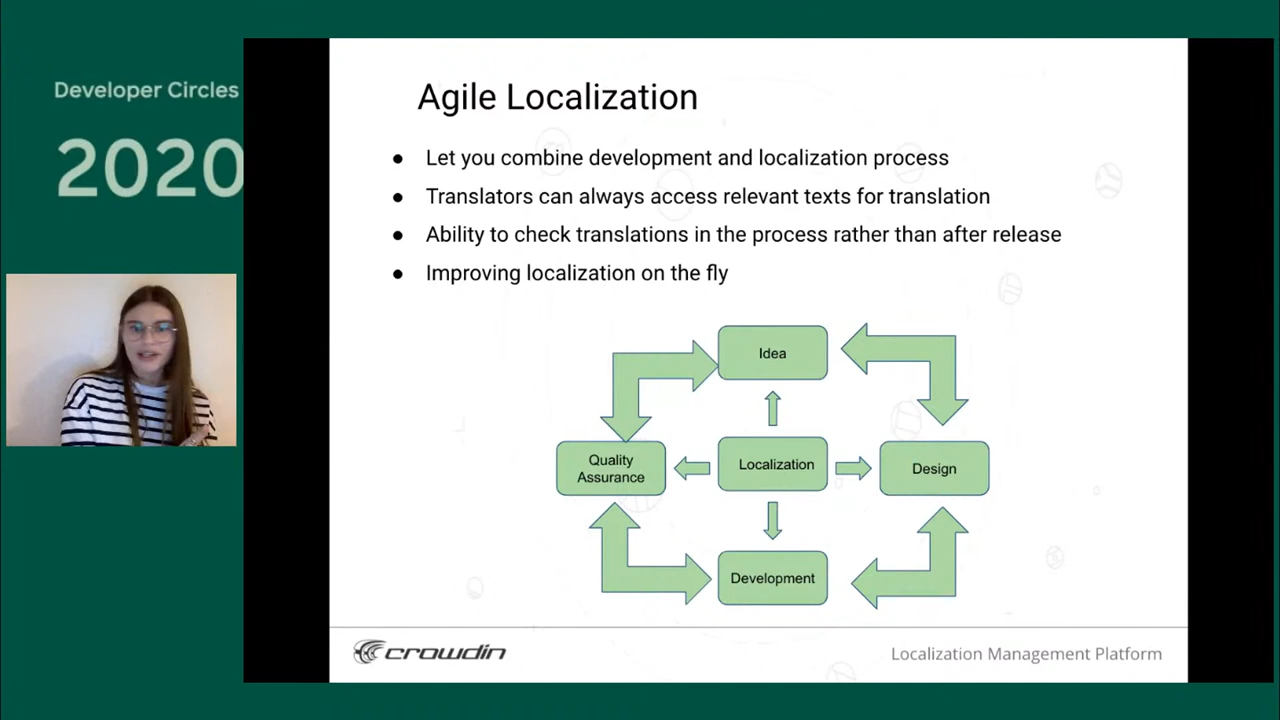 Developer Circles
2020
Agile Localization
● Let you combine development and localization process
● Translators can always access relevant texts for translation
● Ability to check translations in the process rather than after release
● Improving localization on the fly
Idea
Quality
Assurance
Localization
Design
Development
crowdin
Localization Management Platform